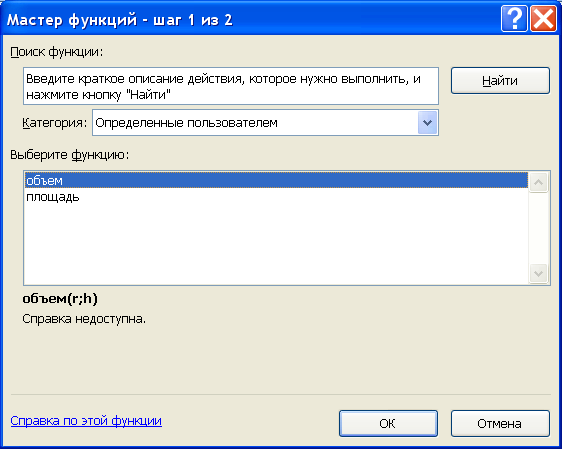 Мастер функций - шаг 1 из 2
Поиск функции:
Введите краткое описание действия, которое нужно выполнить, и
нажмите кнопку "Найти"
Найти
Категория: Определенные пользователем
Выберите функцию:
объем
площадь
объем(r;h)
Справка недоступна.
Справка по этой функции
ОК
Отмена